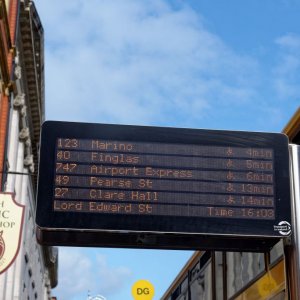 123 Marino 4min
40 Finglas 5min
747 Airport Express 6min
49 Pearse St 13min
27 Clare Hall 14min
Lord Edward St Time 16:03
DG